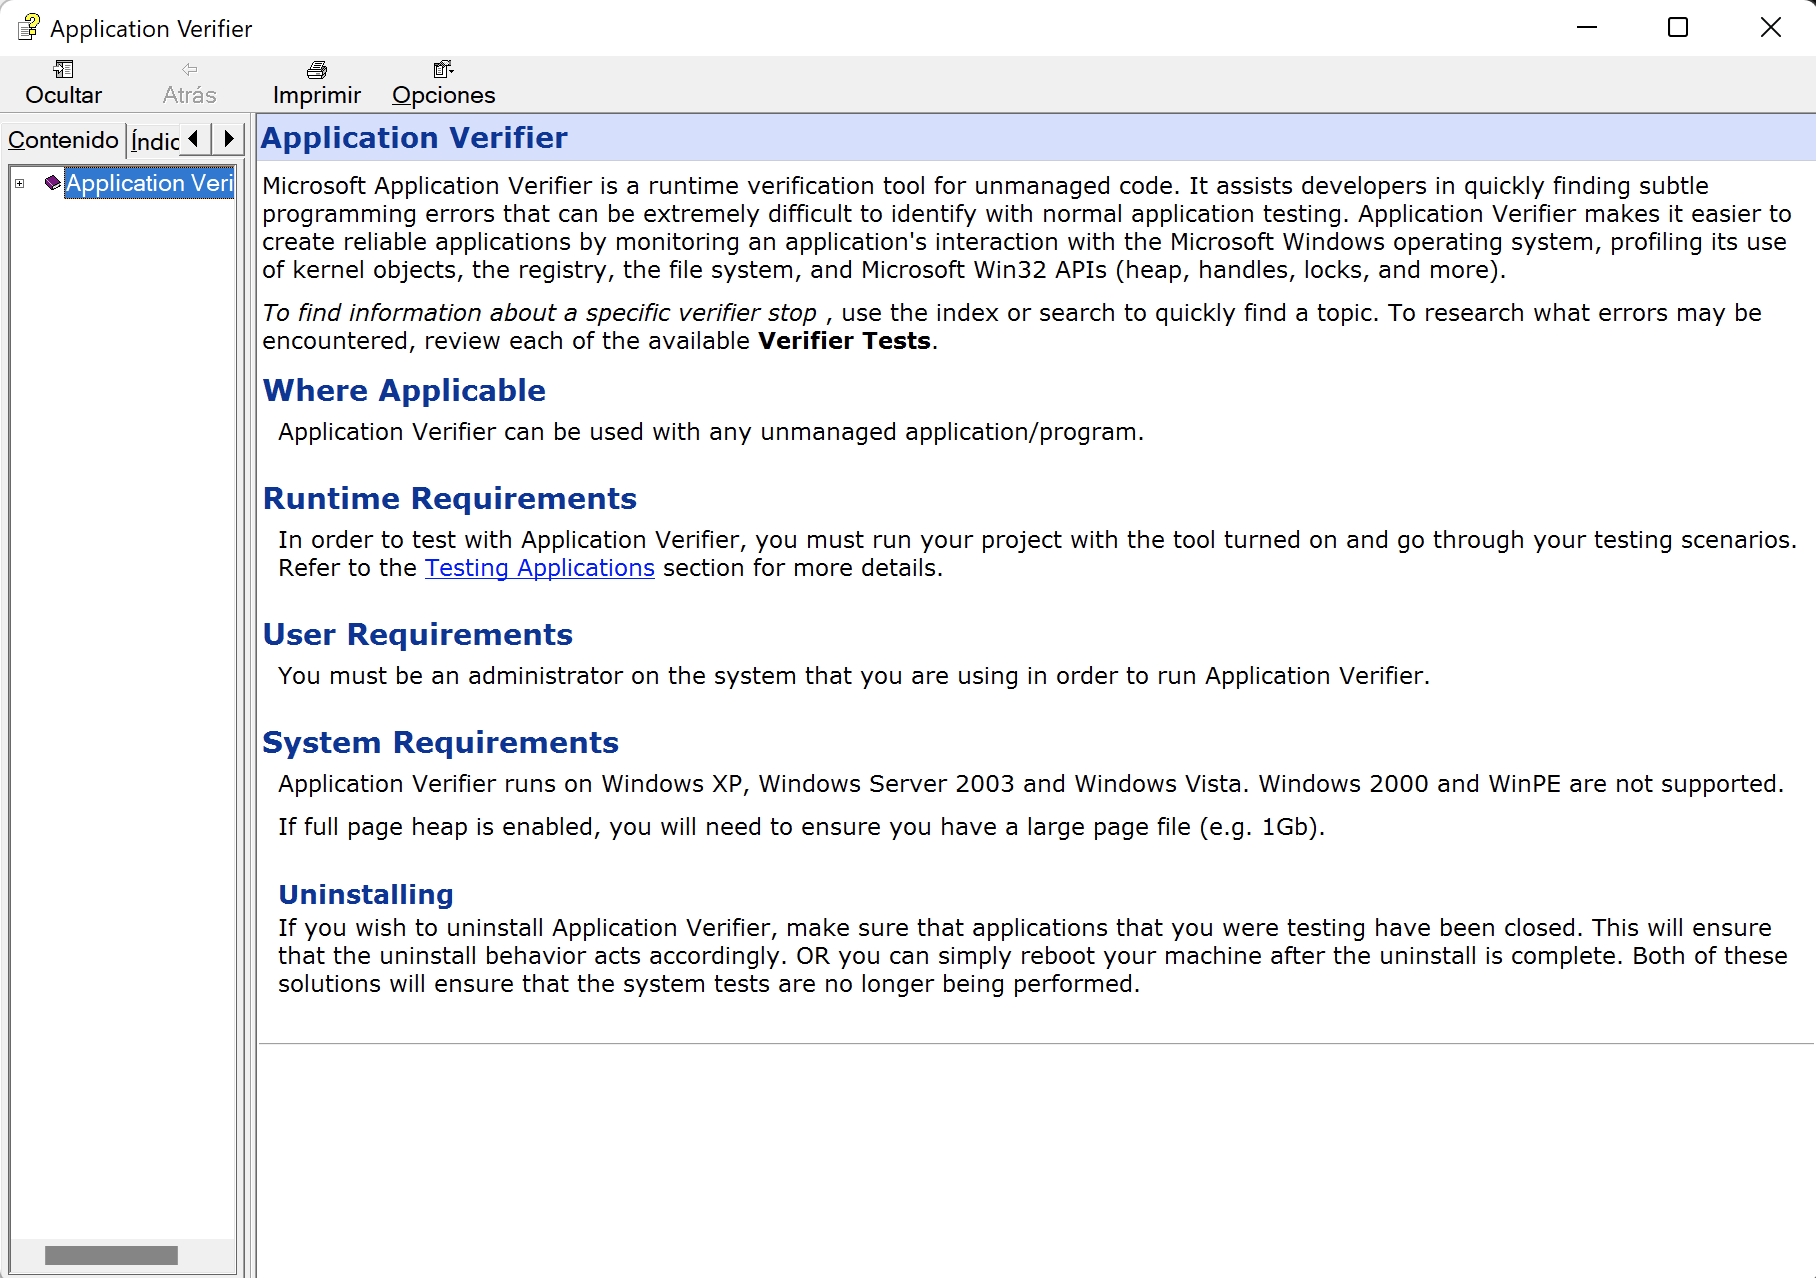 Application Verifier
Ocultar Atrás Imprimir Opciones
Contenido Índic
Application Veri
Application Verifier
Microsoft Application Verifier is a runtime verification tool for unmanaged code. It assists developers in quickly finding subtle
programming errors that can be extremely difficult to identify with normal application testing. Application Verifier makes it easier to
create reliable applications by monitoring an application's interaction with the Microsoft Windows operating system, profiling its use
of kernel objects, the registry, the file system, and Microsoft Win32 APIs (heap, handles, locks, and more).
To find information about a specific verifier stop , use the index or search to quickly find a topic. To research what errors may be
encountered, review each of the available Verifier Tests.
Where Applicable
Application Verifier can be used with any unmanaged application/program.
Runtime Requirements
In order to test with Application Verifier, you must run your project with the tool turned on and go through your testing scenarios.
Refer to the Testing Applications section for more details.
User Requirements
You must be an administrator on the system that you are using in order to run Application Verifier.
System Requirements
Application Verifier runs on Windows XP, Windows Server 2003 and Windows Vista. Windows 2000 and WinPE are not supported.
If full page heap is enabled, you will need to ensure you have a large page file (e.g. 1Gb).
Uninstalling
If you wish to uninstall Application Verifier, make sure that applications that you were testing have been closed. This will ensure
that the uninstall behavior acts accordingly. OR you can simply reboot your machine after the uninstall is complete. Both of these
solutions will ensure that the system tests are no longer being performed.